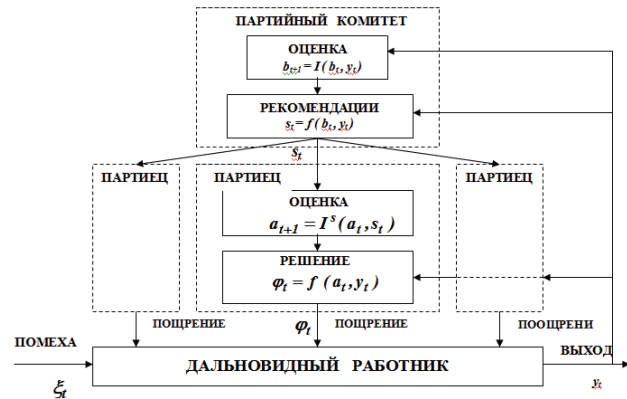 ПАРТИЙНЫЙ КОМИТЕТ
ОЦЕНКА
b_{t+1} = I ( b_t , y_t )
РЕКОМЕНДАЦИИ
s_t = f ( b_t , y_t )
s_t
ПАРТИЕЦ
ПАРТИЕЦ
ПАРТИЕЦ
ОЦЕНКА
a_{t+1} = I^s ( a_t , s_t )
РЕШЕНИЕ
φ_t = f ( a_t , y_t )
ПОЩРЕНИЕ
φ_t
ПОЩРЕНИЕ
ПООЩРЕНИ
ПОМЕХА
ВЫХОД
ДАЛЬНОВИДНЫЙ РАБОТНИК
ξ_t
y_t